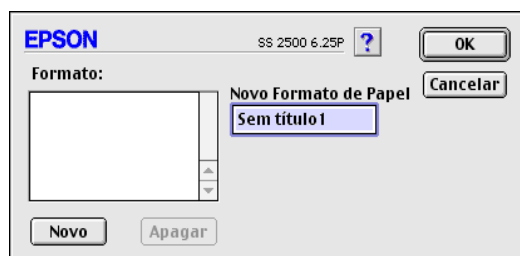 EPSON SS 2500 6.25P ? OK
Formato:
Novo Formato de Papel Cancelar
Sem título1
Novo Apagar